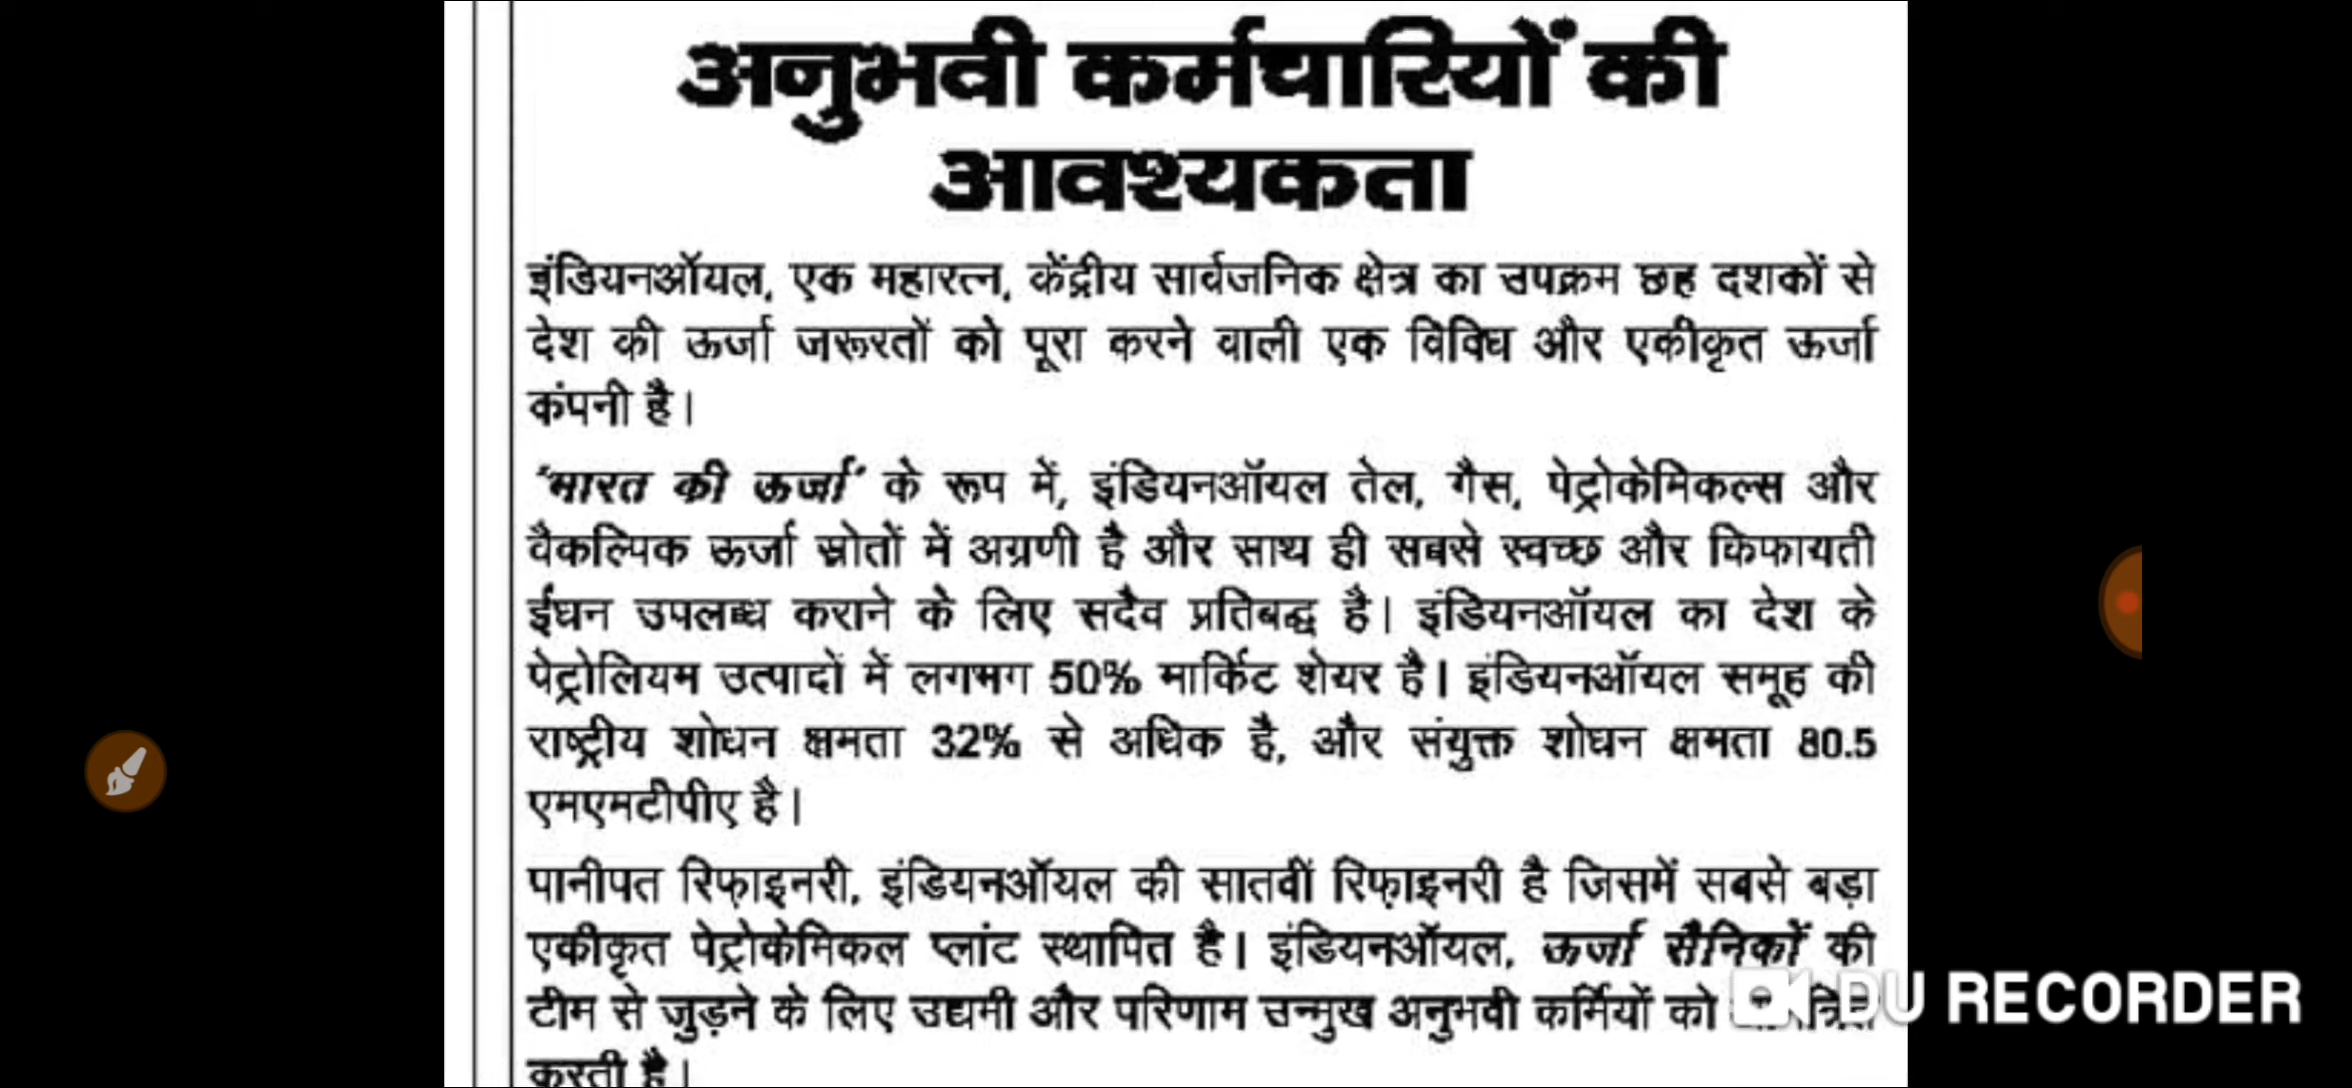 अनुभवी कर्मचारियों की
आवश्यकता
इंडियनऑयल, एक महारत्न, केंद्रीय सार्वजनिक क्षेत्र का उपक्रम छह दशकों से
देश की ऊर्जा जरूरतों को पूरा करने वाली एक विविध और एकीकृत ऊर्जा
कंपनी है।
'भारत की ऊर्जा' के रूप में, इंडियनऑयल तेल, गैस, पेट्रोकेमिकल्स और
वैकल्पिक ऊर्जा स्रोतों में अग्रणी है और साथ ही सबसे स्वच्छ और किफायती
ईंधन उपलब्ध कराने के लिए सदैव प्रतिबद्ध है। इंडियनऑयल का देश के
पेट्रोलियम उत्पादों में लगभग 50% मार्किट शेयर है। इंडियनऑयल समूह की
राष्ट्रीय शोधन क्षमता 32% से अधिक है, और संयुक्त शोधन क्षमता 80.5
एमएमटीपीए है।
पानीपत रिफ़ाइनरी, इंडियनऑयल की सातवीं रिफ़ाइनरी है जिसमें सबसे बड़ा
एकीकृत पेट्रोकेमिकल प्लांट स्थापित है। इंडियनऑयल, ऊर्जा सैनिकों की
टीम से जुड़ने के लिए उद्यमी और परिणाम उन्मुख अनुभवी कर्मियों को
करती है।
DU RECORDER